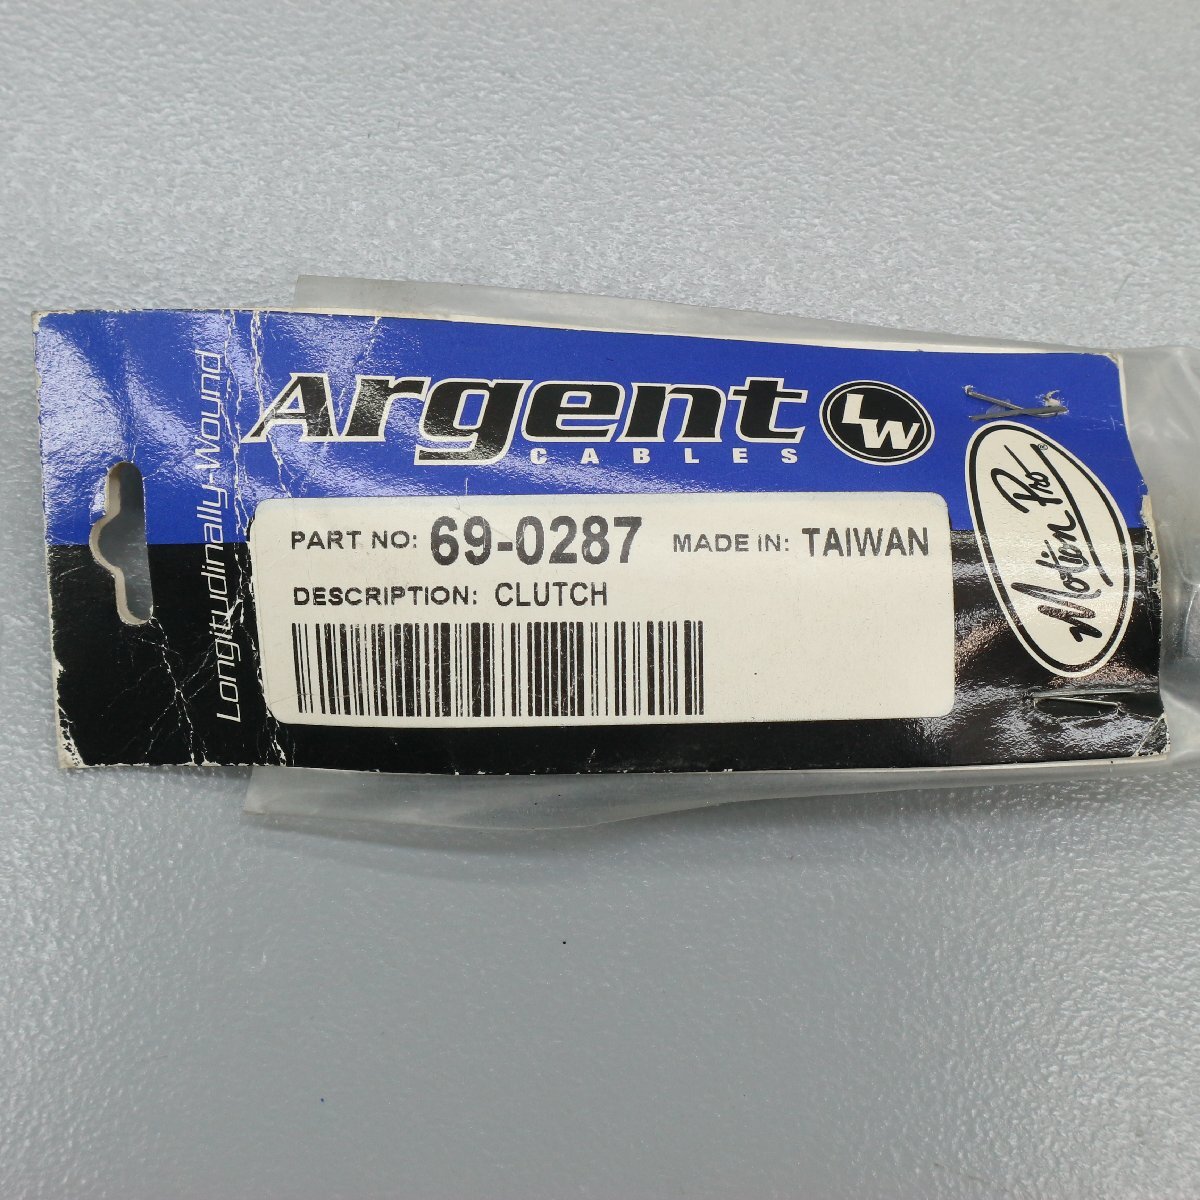 Longitudinally-Wound
Argent LW
CABLES
PART NO: 69-0287 MADE IN: TAIWAN
DESCRIPTION: CLUTCH
Motion Pro®